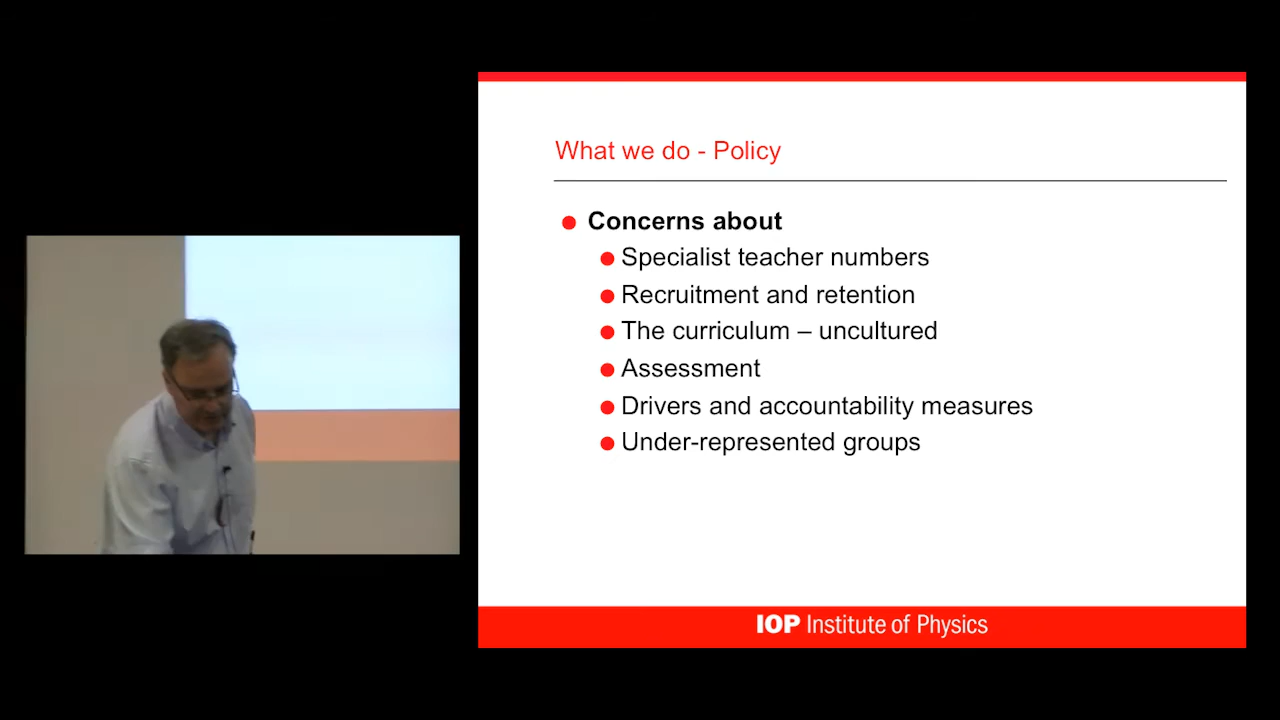 What we do - Policy
Concerns about
Specialist teacher numbers
Recruitment and retention
The curriculum – uncultured
Assessment
Drivers and accountability measures
Under-represented groups
IOP Institute of Physics